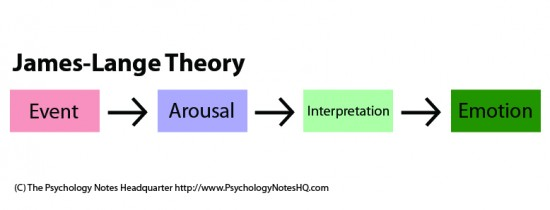 James-Lange Theory
Event Arousal Interpretation Emotion
(C) The Psychology Notes Headquarter http://www.PsychologyNotesHQ.com